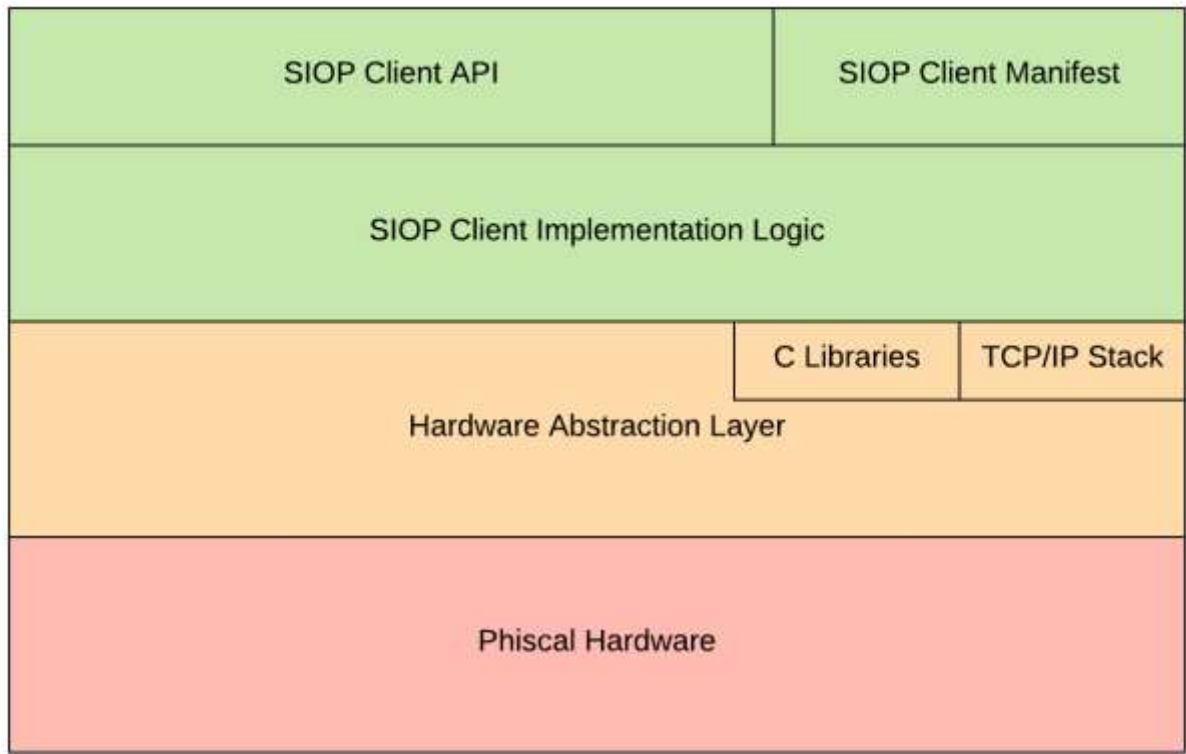 SIOP Client API
SIOP Client Manifest
SIOP Client Implementation Logic
C Libraries
TCP/IP Stack
Hardware Abstraction Layer
Phiscal Hardware